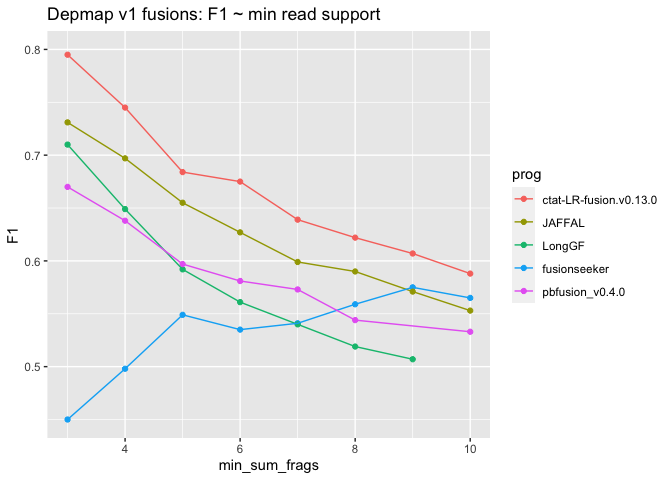 Depmap v1 fusions: F1 ~ min read support
0.8
0.7
0.6
0.5
F1
4
6
8
10
min_sum_frags
prog
ctat-LR-fusion.v0.13.0
JAFFAL
LongGF
fusionseeker
pbfusion_v0.4.0